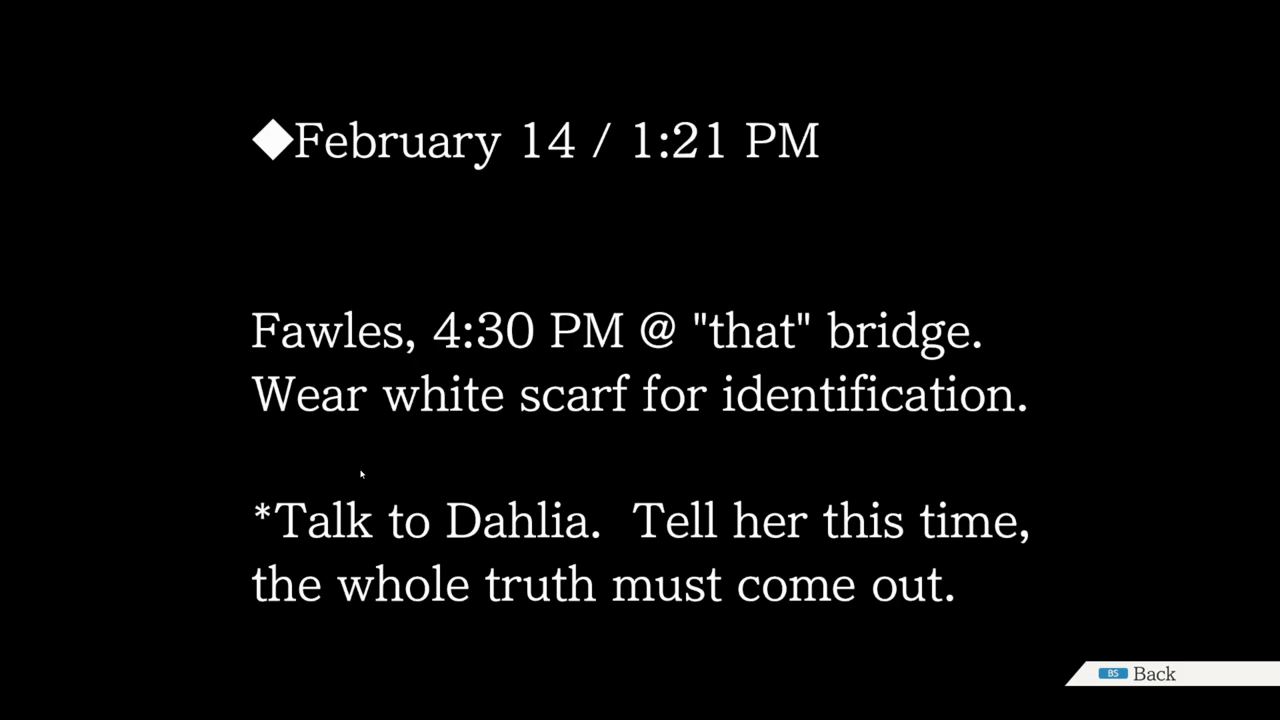 ◆February 14 / 1:21 PM
Fawles, 4:30 PM @ "that" bridge.
Wear white scarf for identification.
*Talk to Dahlia.  Tell her this time,
the whole truth must come out.
BS Back